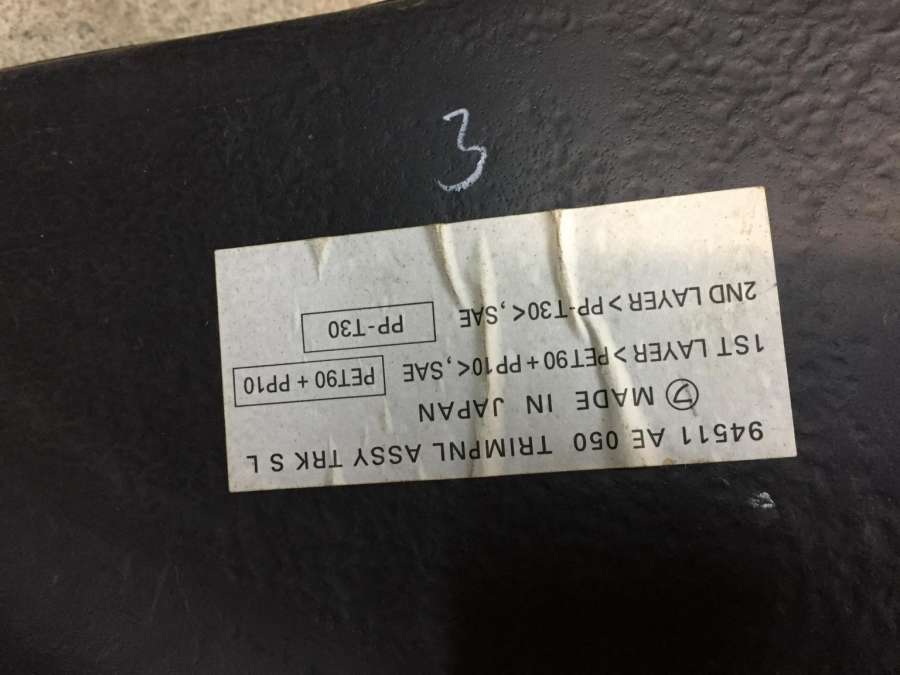 3
94511 AE 050 TRIMPNL ASSY TRK S L
フ MADE IN JAPAN
1ST LAYER>PET90+PP10<,SAE PET90 + PP10
2ND LAYER>PP-T30<,SAE PP-T30